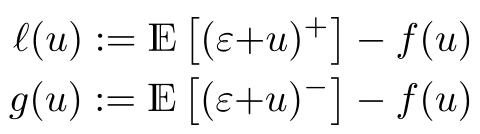 ℓ(u) := 𝔼 [(ε+u)⁺] − f(u)
g(u) := 𝔼 [(ε+u)⁻] − f(u)